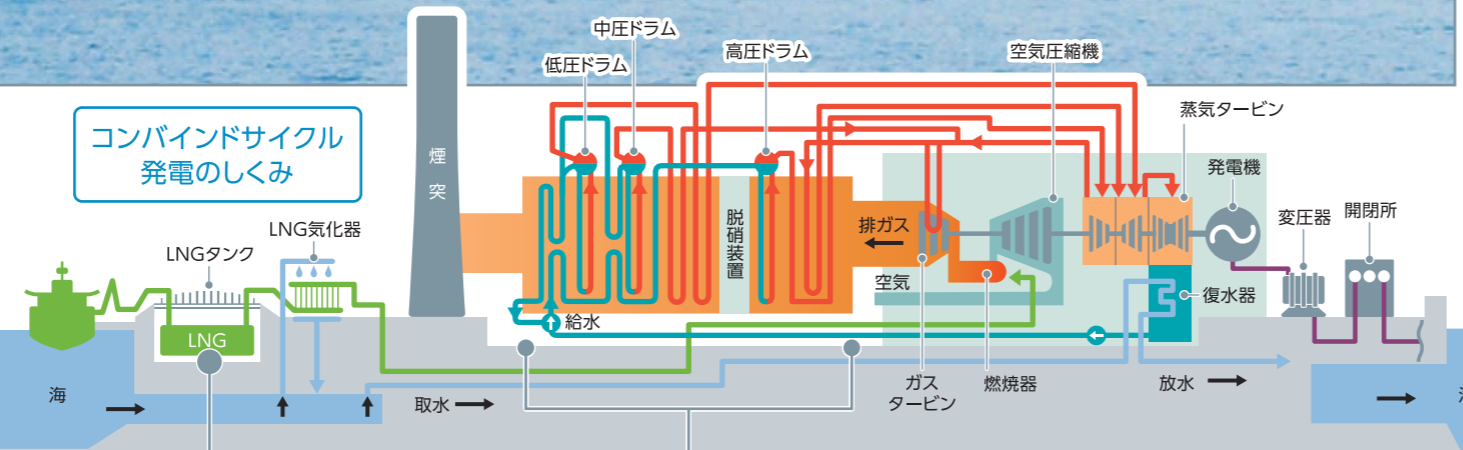 コンバインドサイクル
発電のしくみ
煙突
低圧ドラム
中圧ドラム
高圧ドラム
空気圧縮機
蒸気タービン
発電機
変圧器
開閉所
LNGタンク
LNG気化器
LNG
脱硝装置
排ガス
空気
復水器
給水
海
取水
ガス
タービン
燃焼器
放水